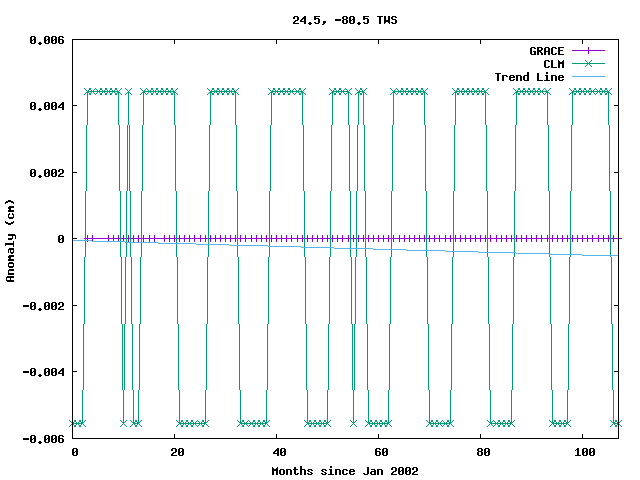 24.5, -80.5 TWS
GRACE
CLM
Trend Line
0.006
0.004
0.002
0
-0.002
-0.004
-0.006
Anomaly (cm)
0 20 40 60 80 100
Months since Jan 2002